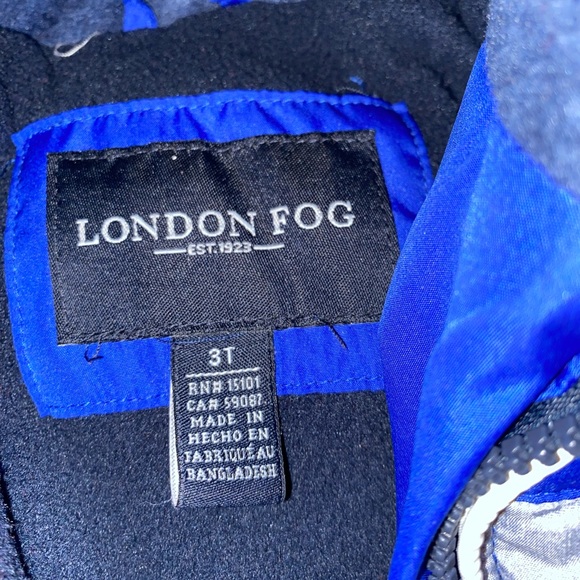 LONDON FOG
EST. 1923
3T
RN# 15101
CA# 59087
MADE IN
HECHO EN
FABRIQUE AU
BANGLADESH